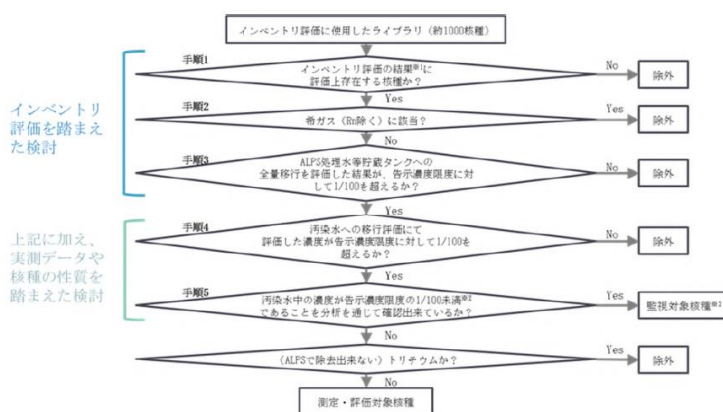 インベントリ評価に使用したライブラリ（約1000核種）
手順1
インベントリ評価の結果※1に
評価上存在する核種か？
No
除外
Yes
インベントリ
評価を踏まえ
た検討
手順2
希ガス（Rn除く）に該当？
Yes
除外
No
手順3
ALPS処理水等貯蔵タンクへの
全量移行を評価した結果が、告示濃度限度に対
して1/100を超えるか？
No
除外
Yes
上記に加え、
実測データや
核種の性質を
踏まえた検討
手順4
汚染水への移行評価にて
評価した濃度が告示濃度限度に対して1/100を
超えるか？
No
除外
Yes
手順5
汚染水中の濃度が告示濃度限度の1/100未満※2
であることを分析を通じて確認出来ているか？
Yes
監視対象核種※2
No
（ALPSで除去出来ない）トリチウムか？
Yes
除外
No
測定・評価対象核種